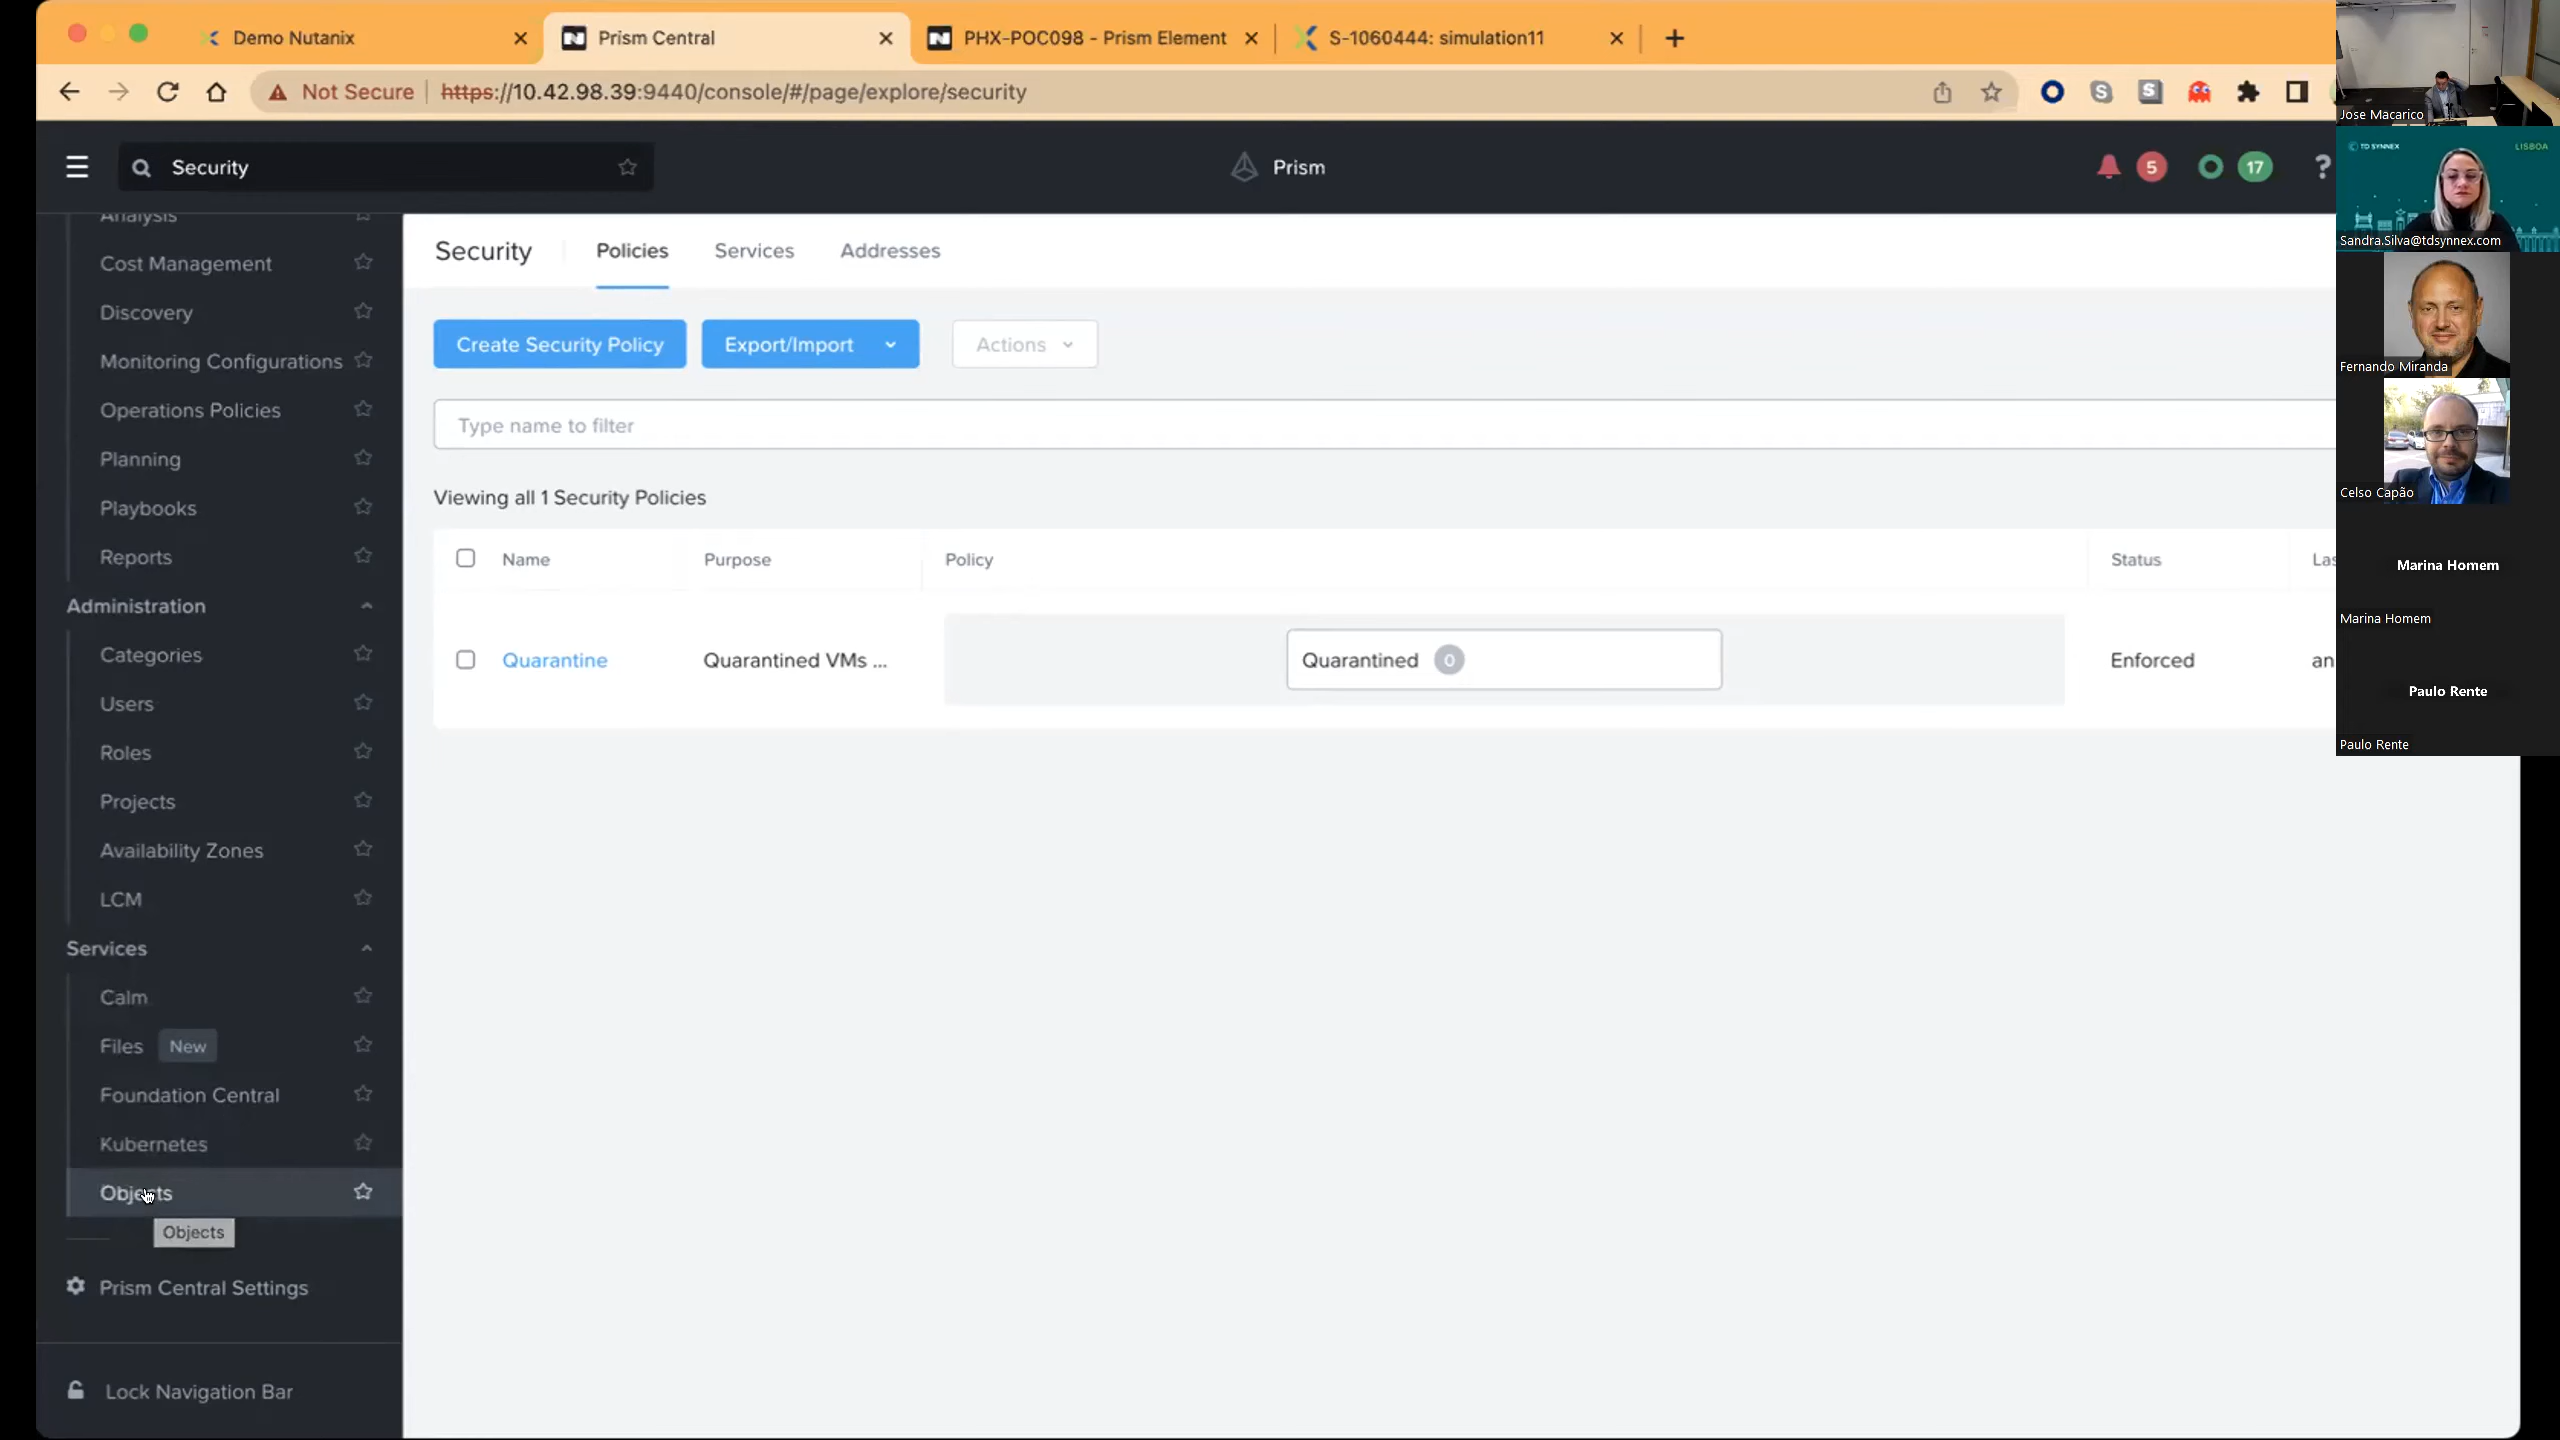 Demo Nutanix
Prism Central
PHX-POC098 - Prism Element
S-1060444: simulation11
Not Secure
https://10.42.98.39:9440/console/#/page/explore/security
Security
Prism
5
17
?
Analysis
Cost Management
Discovery
Monitoring Configurations
Operations Policies
Planning
Playbooks
Reports
Administration
Categories
Users
Roles
Projects
Availability Zones
LCM
Services
Calm
Files New
Foundation Central
Kubernetes
Objects
Objects
Prism Central Settings
Lock Navigation Bar
Security
Policies
Services
Addresses
Create Security Policy
Export/Import
Actions
Type name to filter
Viewing all 1 Security Policies
Name Purpose Policy Status Las
Quarantine Quarantined VMs ... Quarantined 0 Enforced an
Jose Macarico
TD SYNNEX
LISBOA
Sandra.Silva@tdsynnex.com
Fernando Miranda
Celso Capão
Marina Homem
Marina Homem
Paulo Rente
Paulo Rente